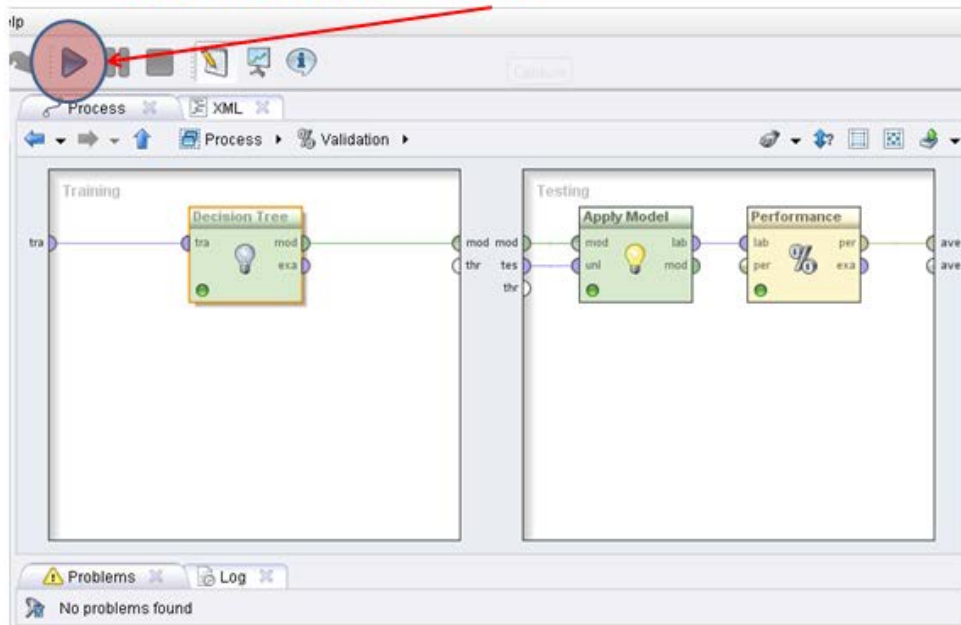 elp
Process
XML
Process
Validation
Training
Decision Tree
tra
tra
mod
exa
mod
thr
Testing
mod
tes
thr
Apply Model
mod
lab
unl
mod
Performance
lab
per
per
exa
ave
ave
Problems
Log
No problems found